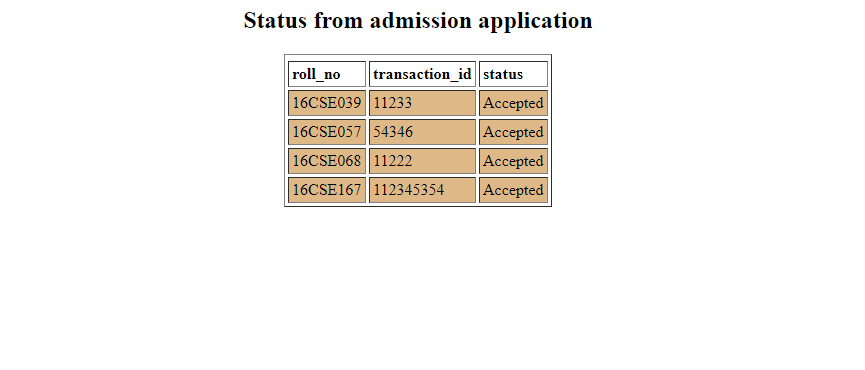 Status from admission application
roll_no transaction_id status
16CSE039 11233 Accepted
16CSE057 54346 Accepted
16CSE068 11222 Accepted
16CSE167 112345354 Accepted